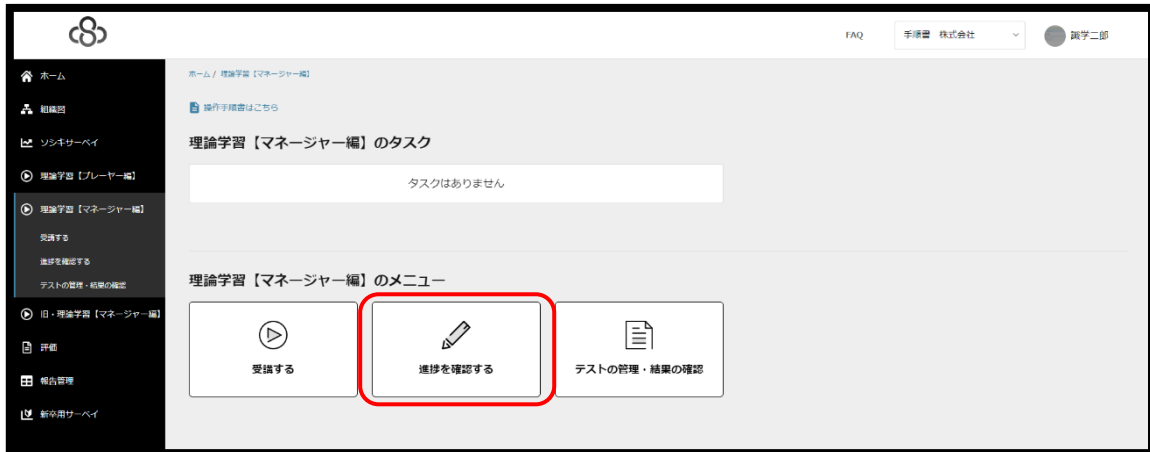 FAQ
手順書 株式会社
識学二郎
ホーム
組織図
ソシキサーベイ
理論学習【プレーヤー編】
理論学習【マネージャー編】
受講する
進捗を確認する
テストの管理・結果の確認
旧・理論学習【マネージャー編】
評価
報告管理
新卒用サーベイ
ホーム / 理論学習【マネージャー編】
操作手順書はこちら
理論学習【マネージャー編】のタスク
タスクはありません
理論学習【マネージャー編】のメニュー
受講する
進捗を確認する
テストの管理・結果の確認